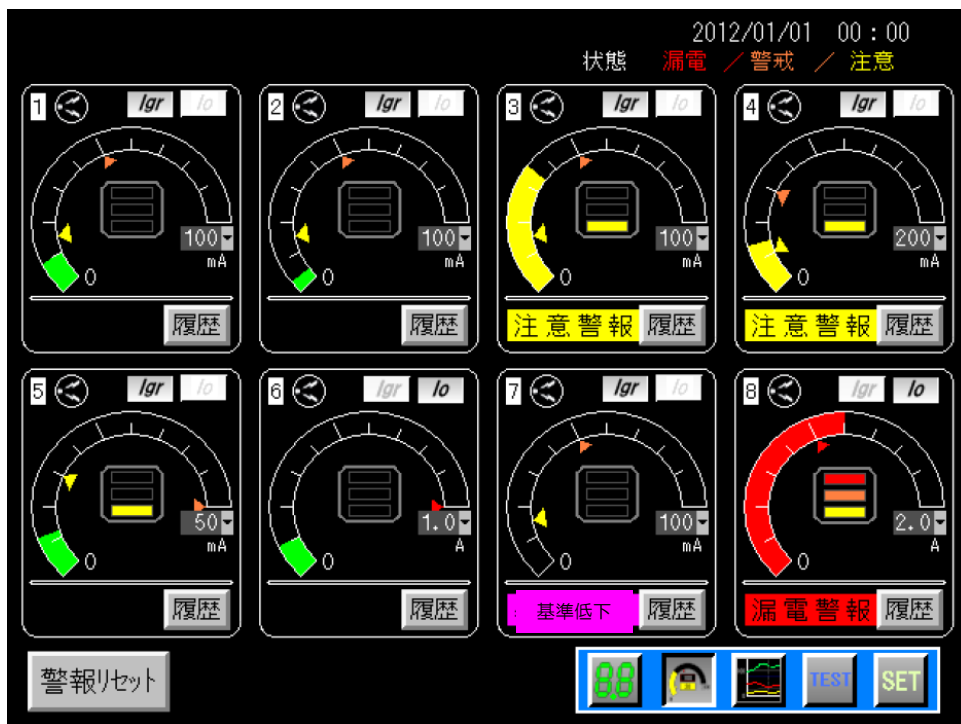 2012/01/01 00:00
状態 漏電 / 警戒 / 注意
1 Igr Io
100
mA
0
履歴
2 Igr Io
100
mA
0
履歴
3 Igr Io
100
mA
0
注意警報 履歴
4 Igr Io
200
mA
0
注意警報 履歴
5 Igr Io
50
mA
0
履歴
6 Igr Io
1.0
A
0
履歴
7 Igr Io
100
mA
0
基準低下 履歴
8 Igr Io
2.0
A
0
漏電警報 履歴
警報リセット 88 TEST SET